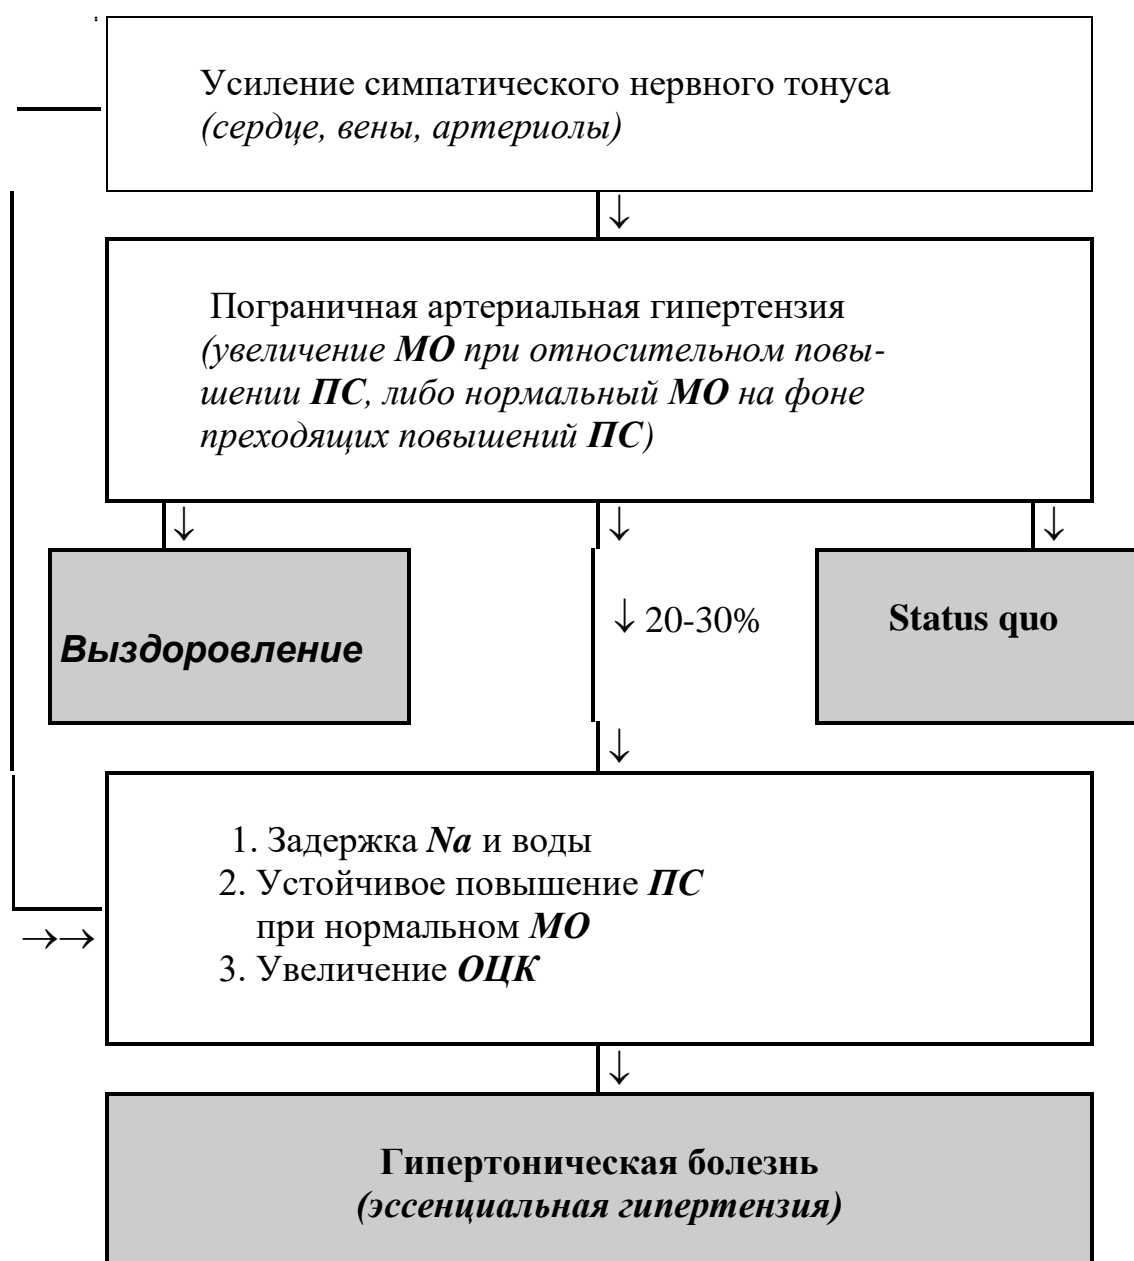 Усиление симпатического нервного тонуса
(сердце, вены, артериолы)
↓
Пограничная артериальная гипертензия
(увеличение МО при относительном повы-
шении ПС, либо нормальный МО на фоне
преходящих повышений ПС)
↓ ↓ ↓
Выздоровление
↓ 20-30%
Status quo
↓
1. Задержка Na и воды
2. Устойчивое повышение ПС
при нормальном МО
3. Увеличение ОЦК
→→
↓
Гипертоническая болезнь
(эссенциальная гипертензия)